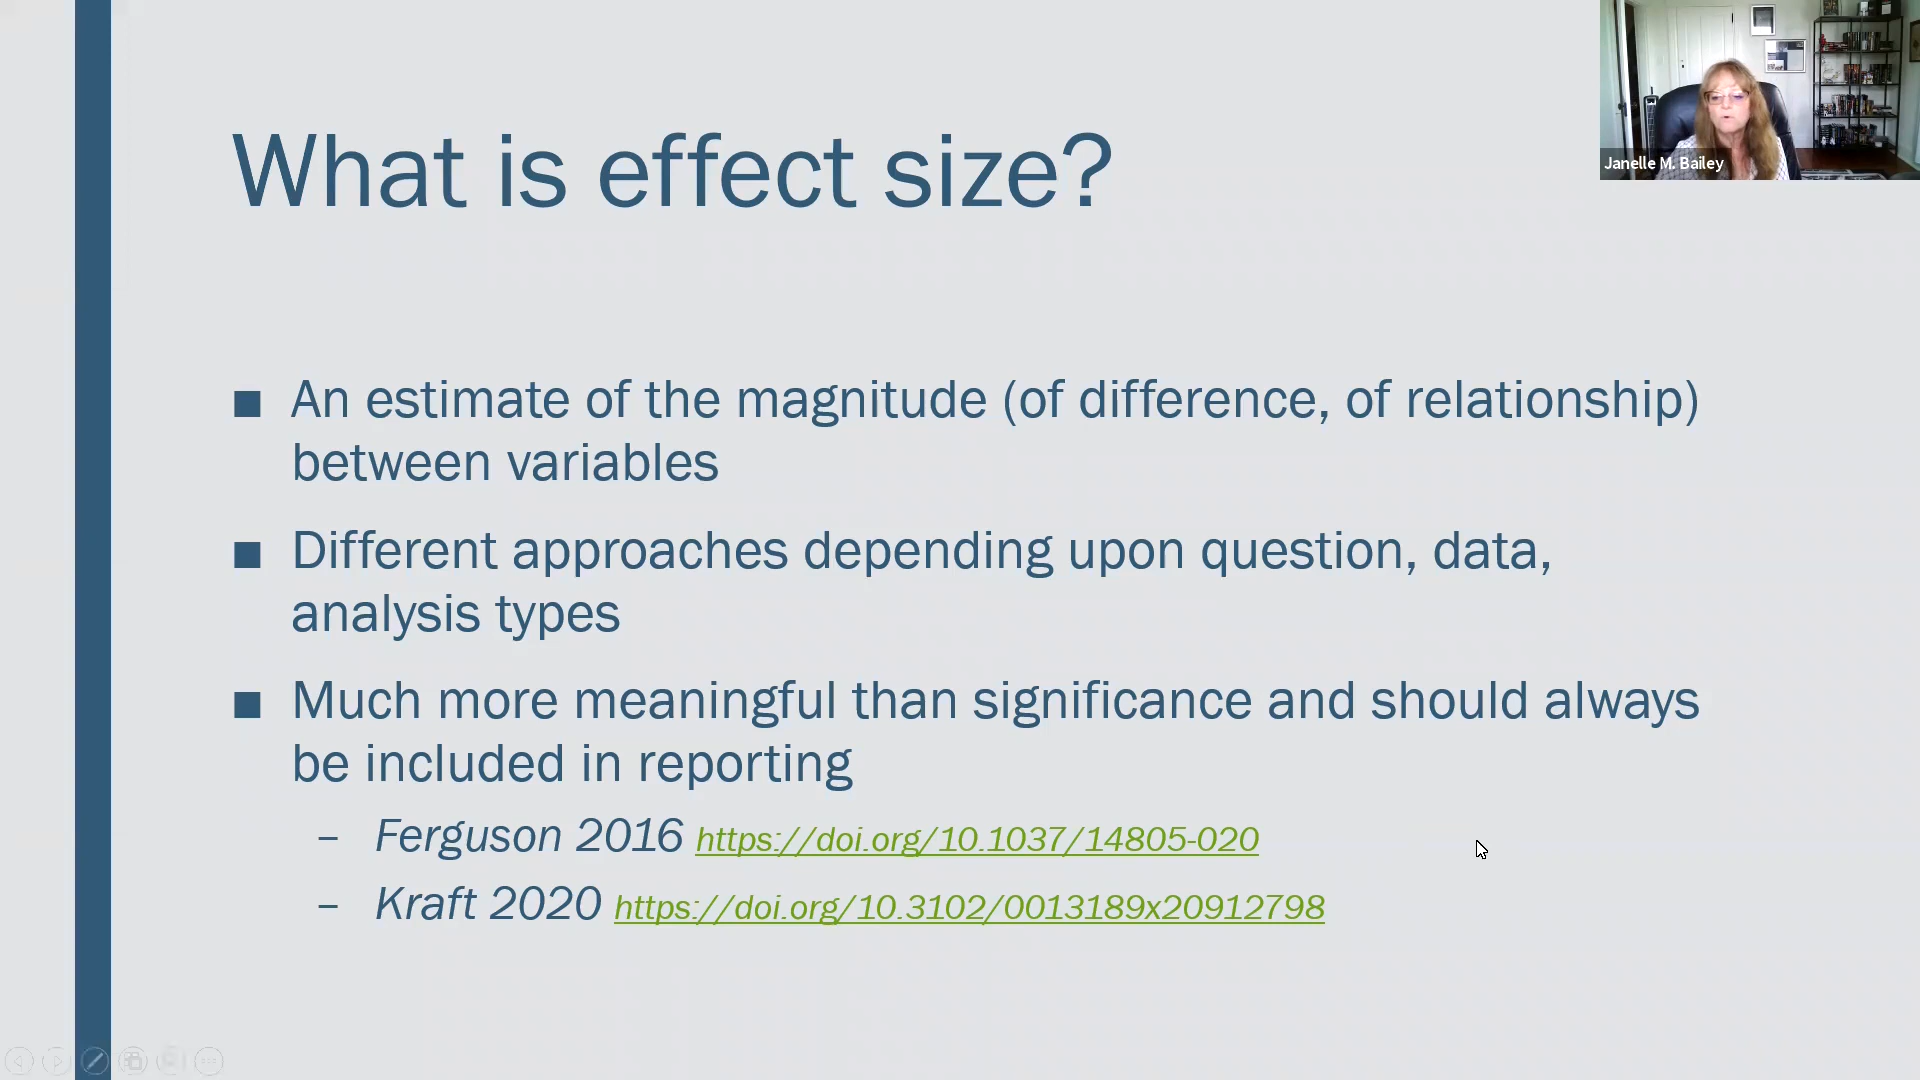 What is effect size?
Janelle M. Bailey
■ An estimate of the magnitude (of difference, of relationship)
between variables
■ Different approaches depending upon question, data,
analysis types
■ Much more meaningful than significance and should always
be included in reporting
– Ferguson 2016 https://doi.org/10.1037/14805-020
– Kraft 2020 https://doi.org/10.3102/0013189x20912798